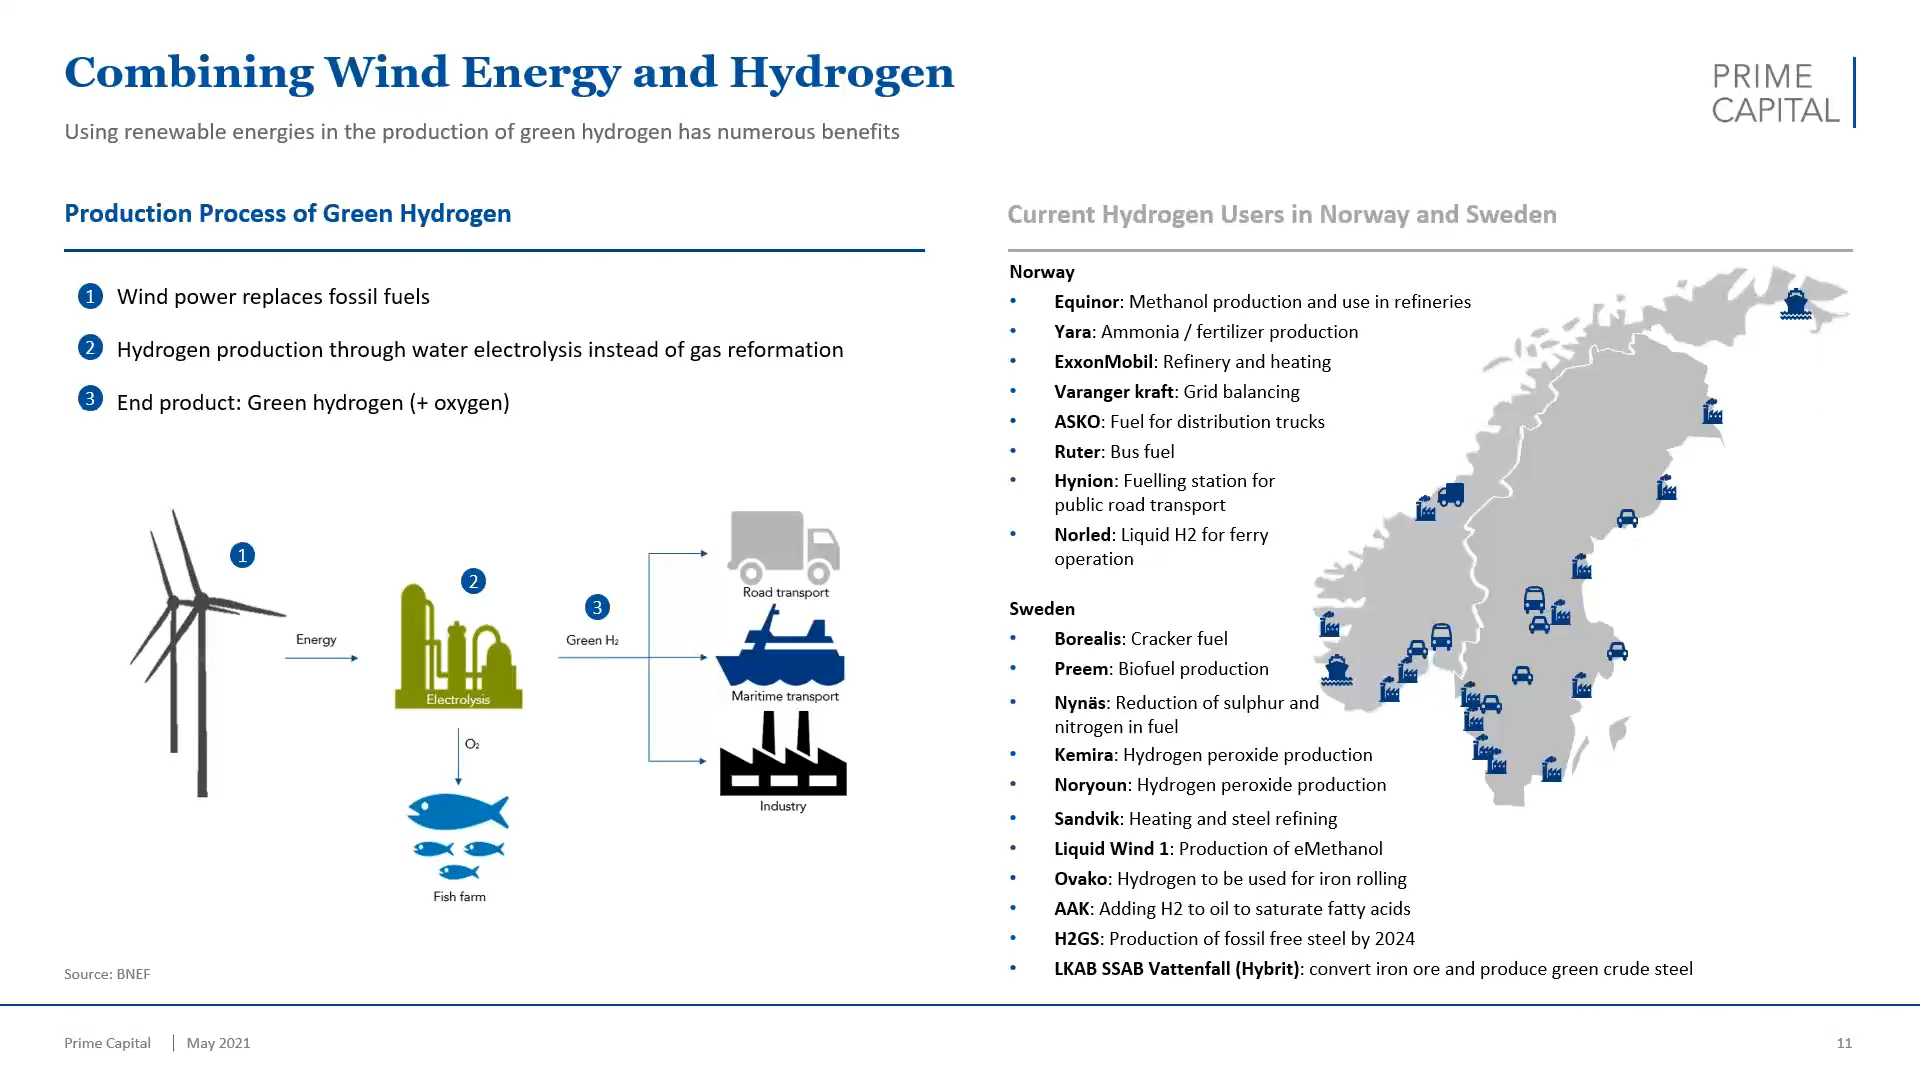 Combining Wind Energy and Hydrogen
Using renewable energies in the production of green hydrogen has numerous benefits
PRIME
CAPITAL
Production Process of Green Hydrogen
1 Wind power replaces fossil fuels
2 Hydrogen production through water electrolysis instead of gas reformation
3 End product: Green hydrogen (+ oxygen)
1
2
3
Energy
Electrolysis
Green H₂
O₂
Fish farm
Road transport
Maritime transport
Industry
Source: BNEF
Current Hydrogen Users in Norway and Sweden
Norway
• Equinor: Methanol production and use in refineries
• Yara: Ammonia / fertilizer production
• ExxonMobil: Refinery and heating
• Varanger kraft: Grid balancing
• ASKO: Fuel for distribution trucks
• Ruter: Bus fuel
• Hynion: Fuelling station for
public road transport
• Norled: Liquid H2 for ferry
operation
Sweden
• Borealis: Cracker fuel
• Preem: Biofuel production
• Nynäs: Reduction of sulphur and
nitrogen in fuel
• Kemira: Hydrogen peroxide production
• Noryoun: Hydrogen peroxide production
• Sandvik: Heating and steel refining
• Liquid Wind 1: Production of eMethanol
• Ovako: Hydrogen to be used for iron rolling
• AAK: Adding H2 to oil to saturate fatty acids
• H2GS: Production of fossil free steel by 2024
• LKAB SSAB Vattenfall (Hybrit): convert iron ore and produce green crude steel
Prime Capital | May 2021
11